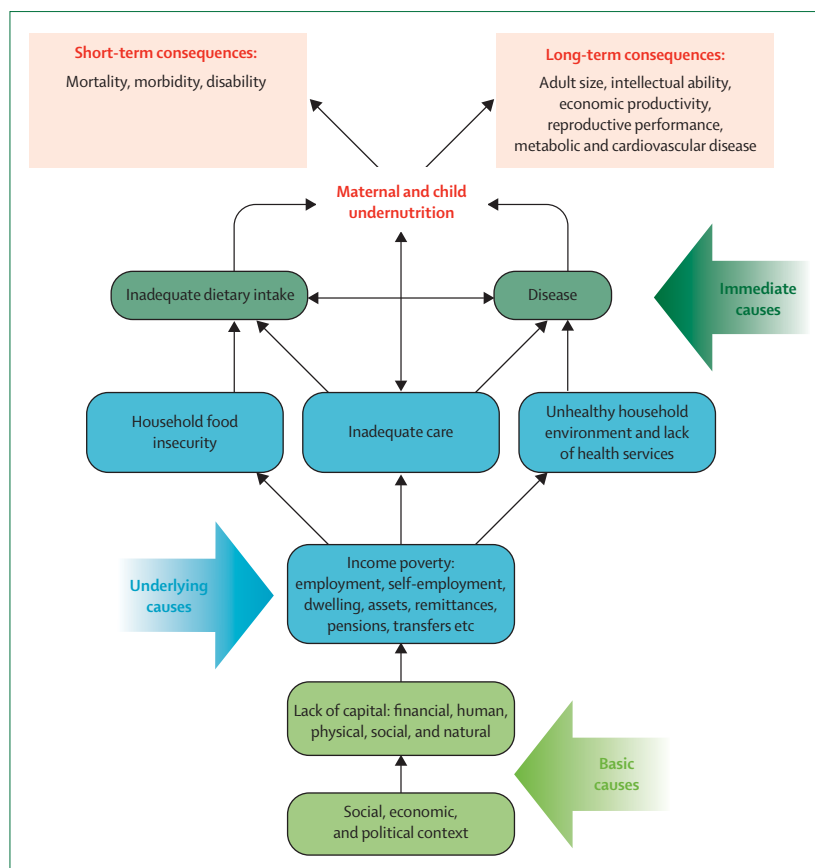 Short-term consequences:
Mortality, morbidity, disability
Long-term consequences:
Adult size, intellectual ability,
economic productivity,
reproductive performance,
metabolic and cardiovascular disease
Maternal and child
undernutrition
Inadequate dietary intake
Disease
Immediate
causes
Household food
insecurity
Inadequate care
Unhealthy household
environment and lack
of health services
Underlying
causes
Income poverty:
employment, self-employment,
dwelling, assets, remittances,
pensions, transfers etc
Lack of capital: financial, human,
physical, social, and natural
Basic
causes
Social, economic,
and political context